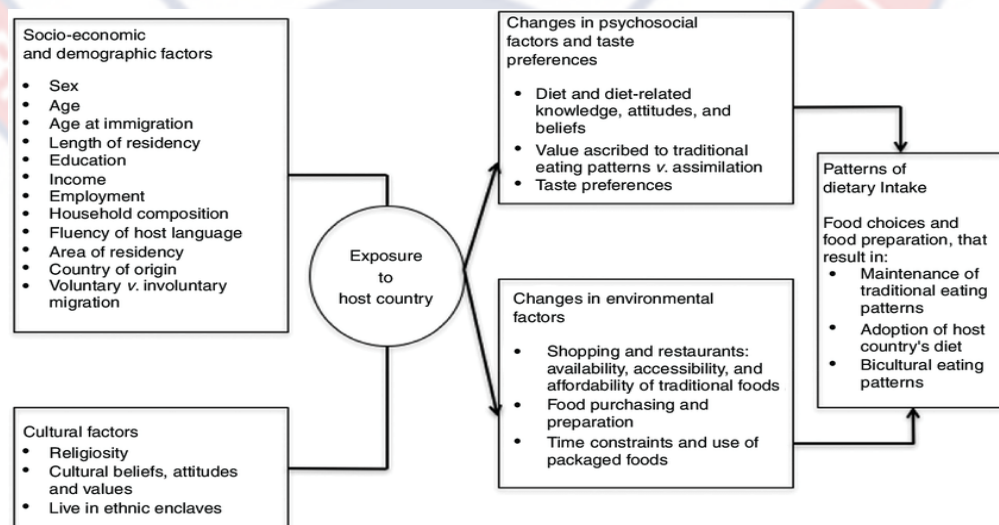 Socio-economic
and demographic factors
• Sex
• Age
• Age at immigration
• Length of residency
• Education
• Income
• Employment
• Household composition
• Fluency of host language
• Area of residency
• Country of origin
• Voluntary v. involuntary
migration
Cultural factors
• Religiosity
• Cultural beliefs, attitudes
and values
• Live in ethnic enclaves
Exposure
to
host country
Changes in psychosocial
factors and taste
preferences
• Diet and diet-related
knowledge, attitudes, and
beliefs
• Value ascribed to traditional
eating patterns v. assimilation
• Taste preferences
Changes in environmental
factors
• Shopping and restaurants:
availability, accessibility, and
affordability of traditional foods
• Food purchasing and
preparation
• Time constraints and use of
packaged foods
Patterns of
dietary Intake
Food choices and
food preparation, that
result in:
• Maintenance of
traditional eating
patterns
• Adoption of host
country's diet
• Bicultural eating
patterns